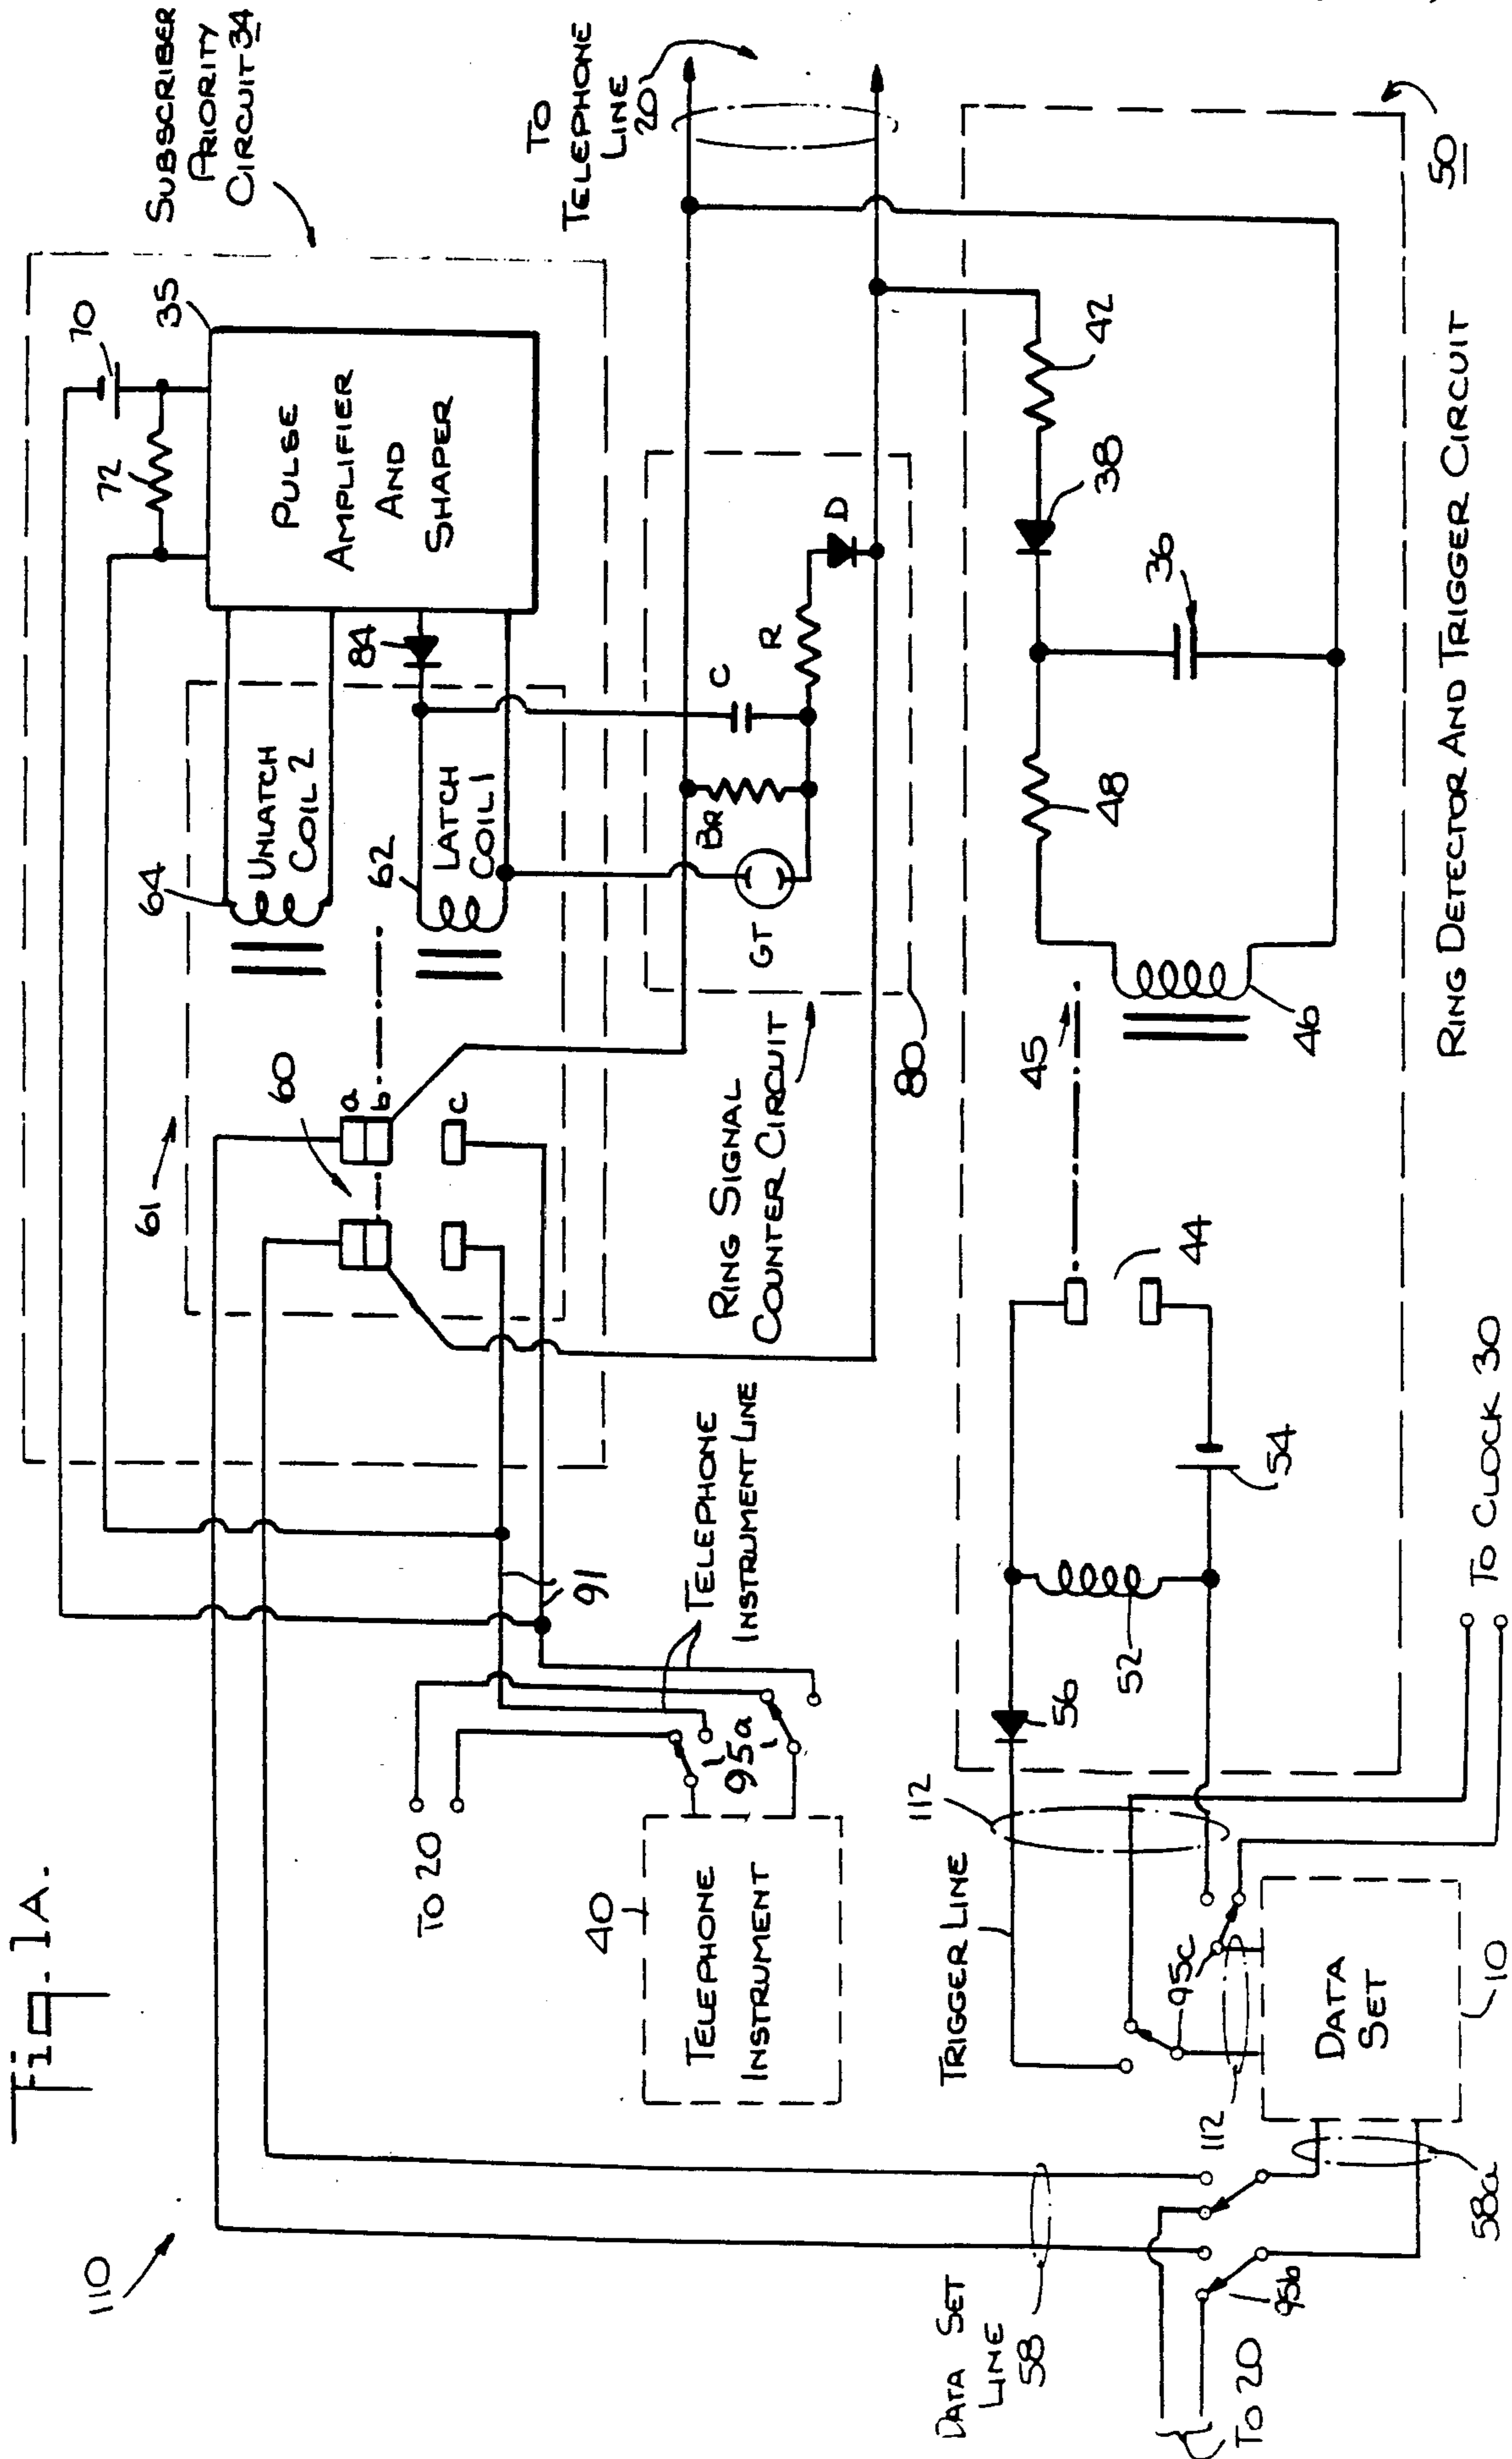 Fig. 1A.
110
SUBSCRIBER
PRIORITY
CIRCUIT 34
70
35
72
PULSE
AMPLIFIER
AND
SHAPER
84
64
UNLATCH
COIL 2
62
LATCH
COIL 1
61
60
a
b
c
TO
TELEPHONE
LINE
20
C
R
D
BR
GT
RING SIGNAL
COUNTER CIRCUIT
80
91
TELEPHONE
INSTRUMENT LINE
95a
TO 20
40
TELEPHONE
INSTRUMENT
42
38
36
48
45
46
44
54
52
56
50
RING DETECTOR AND TRIGGER CIRCUIT
TO CLOCK 30
112
TRIGGER LINE
95c
112
DATA
SET
10
58a
DATA SET
LINE
58
95b
TO 20